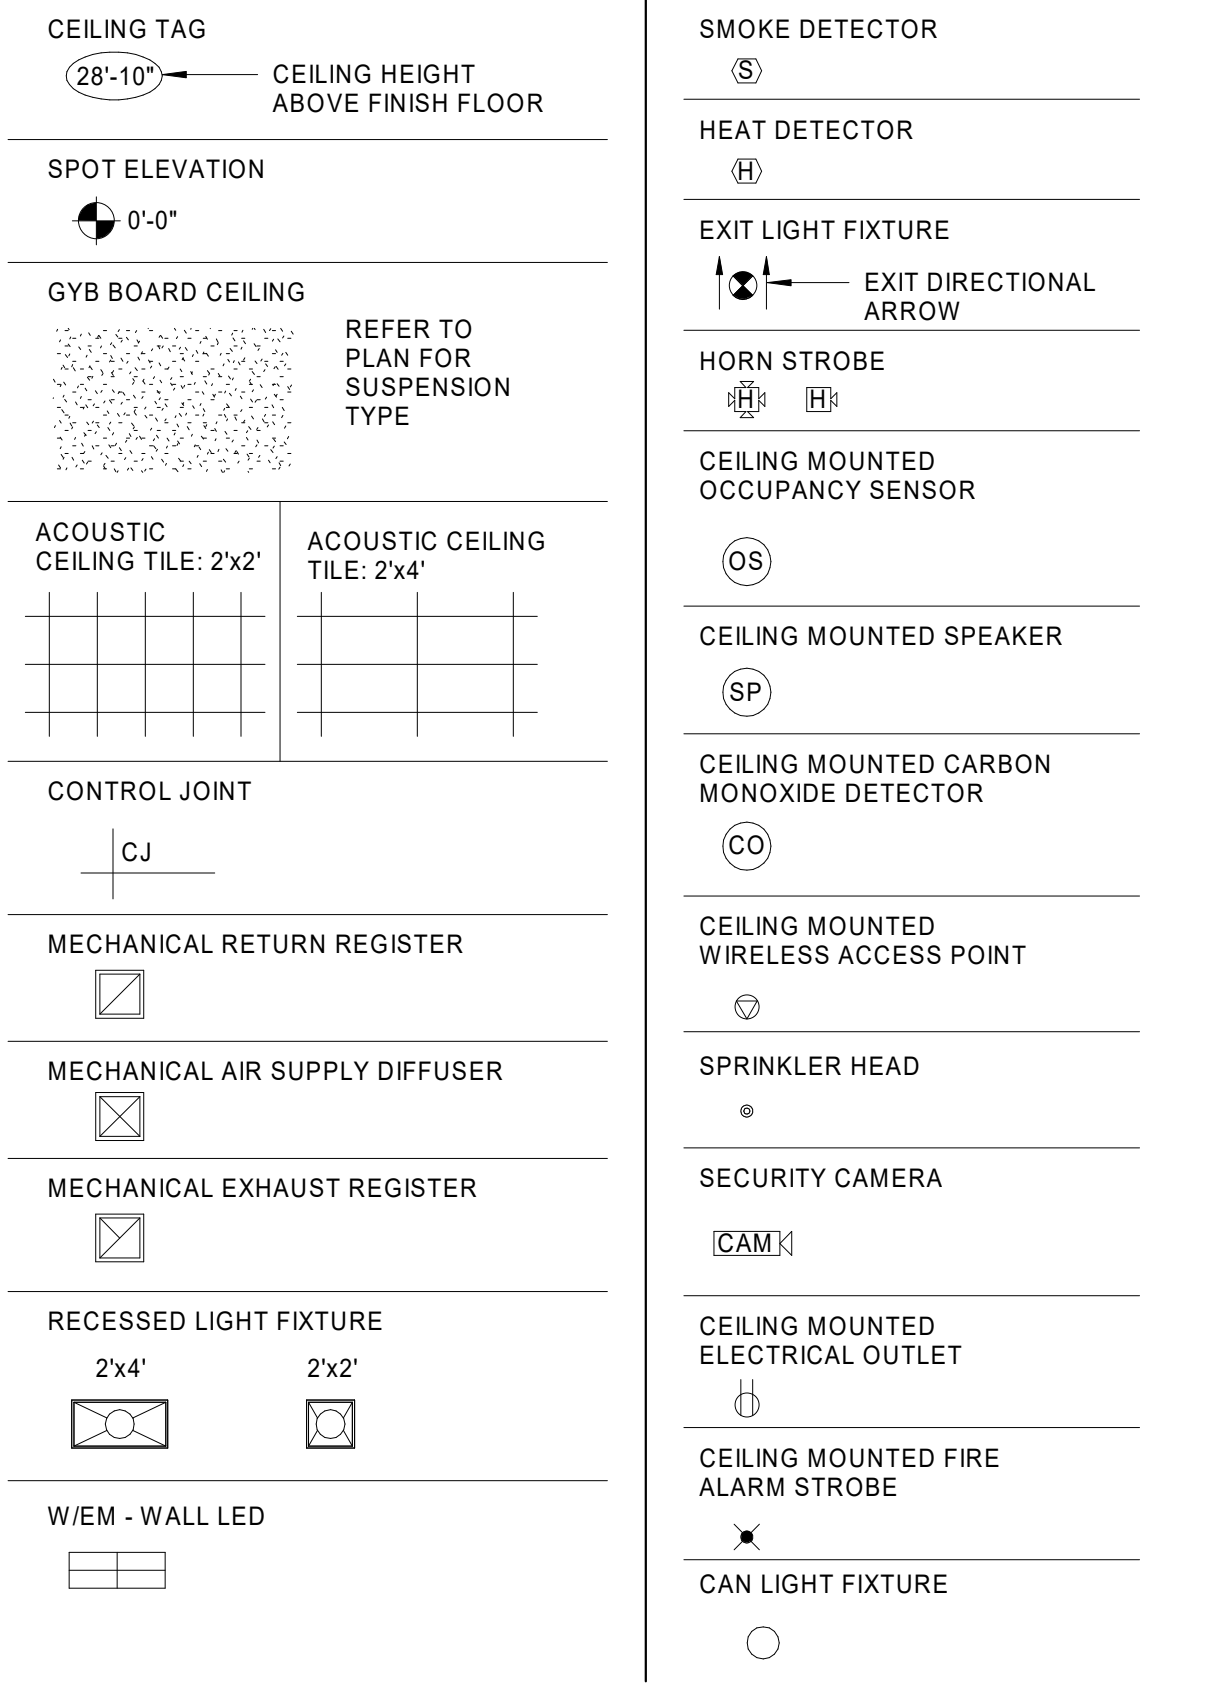 CEILING TAG
28'-10"
CEILING HEIGHT
ABOVE FINISH FLOOR
SPOT ELEVATION
0'-0"
GYB BOARD CEILING
REFER TO
PLAN FOR
SUSPENSION
TYPE
ACOUSTIC
CEILING TILE: 2'x2'
ACOUSTIC CEILING
TILE: 2'x4'
CONTROL JOINT
CJ
MECHANICAL RETURN REGISTER
MECHANICAL AIR SUPPLY DIFFUSER
MECHANICAL EXHAUST REGISTER
RECESSED LIGHT FIXTURE
2'x4' 2'x2'
W/EM - WALL LED
SMOKE DETECTOR
S
HEAT DETECTOR
H
EXIT LIGHT FIXTURE
EXIT DIRECTIONAL
ARROW
HORN STROBE
H H
CEILING MOUNTED
OCCUPANCY SENSOR
OS
CEILING MOUNTED SPEAKER
SP
CEILING MOUNTED CARBON
MONOXIDE DETECTOR
CO
CEILING MOUNTED
WIRELESS ACCESS POINT
SPRINKLER HEAD
SECURITY CAMERA
CAM
CEILING MOUNTED
ELECTRICAL OUTLET
CEILING MOUNTED FIRE
ALARM STROBE
CAN LIGHT FIXTURE